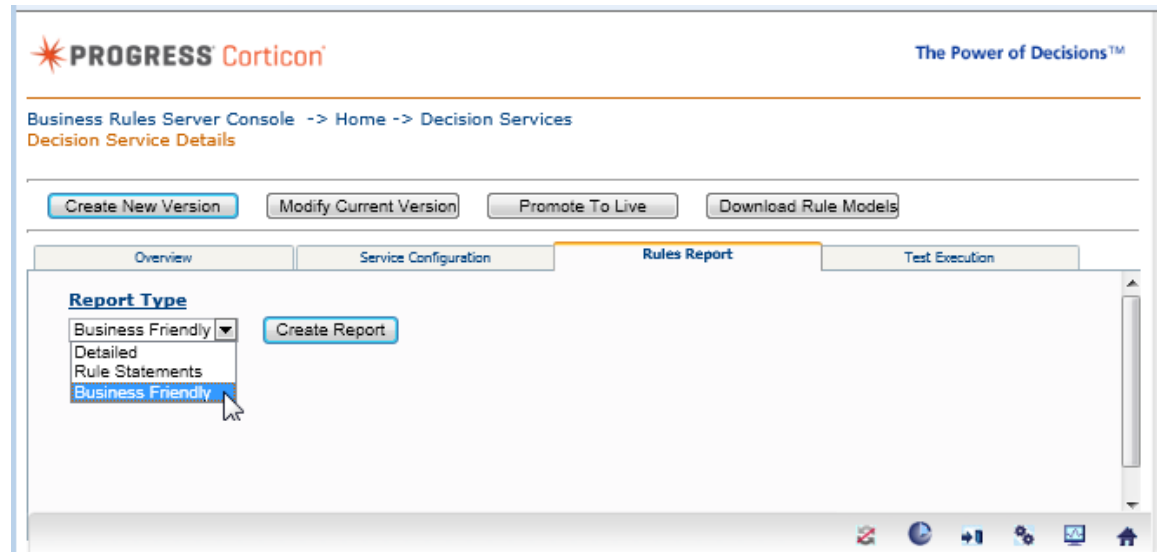 PROGRESS Corticon
The Power of Decisions™
Business Rules Server Console -> Home -> Decision Services
Decision Service Details
Create New Version Modify Current Version Promote To Live Download Rule Models
Overview Service Configuration Rules Report Test Execution
Report Type
Business Friendly Create Report
Detailed
Rule Statements
Business Friendly